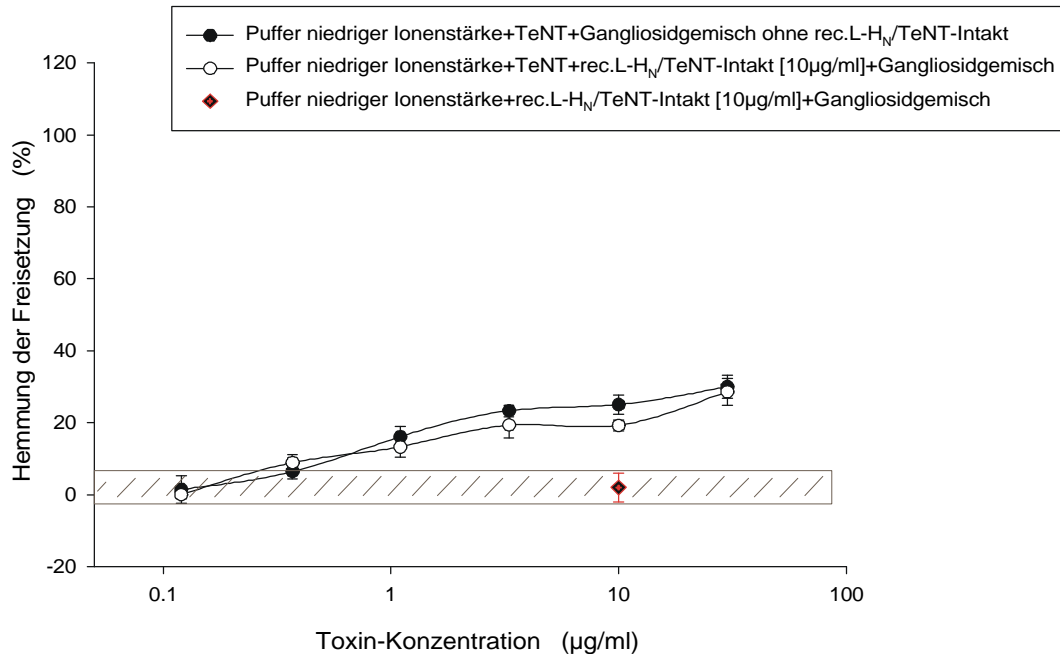 Puffer niedriger Ionenstärke+TeNT+Gangliosidgemisch ohne rec.L-HN/TeNT-Intakt
Puffer niedriger Ionenstärke+TeNT+rec.L-HN/TeNT-Intakt [10µg/ml]+Gangliosidgemisch
Puffer niedriger Ionenstärke+rec.L-HN/TeNT-Intakt [10µg/ml]+Gangliosidgemisch
Hemmung der Freisetzung (%)
120
100
80
60
40
20
0
-20
0.1 1 10 100
Toxin-Konzentration (µg/ml)